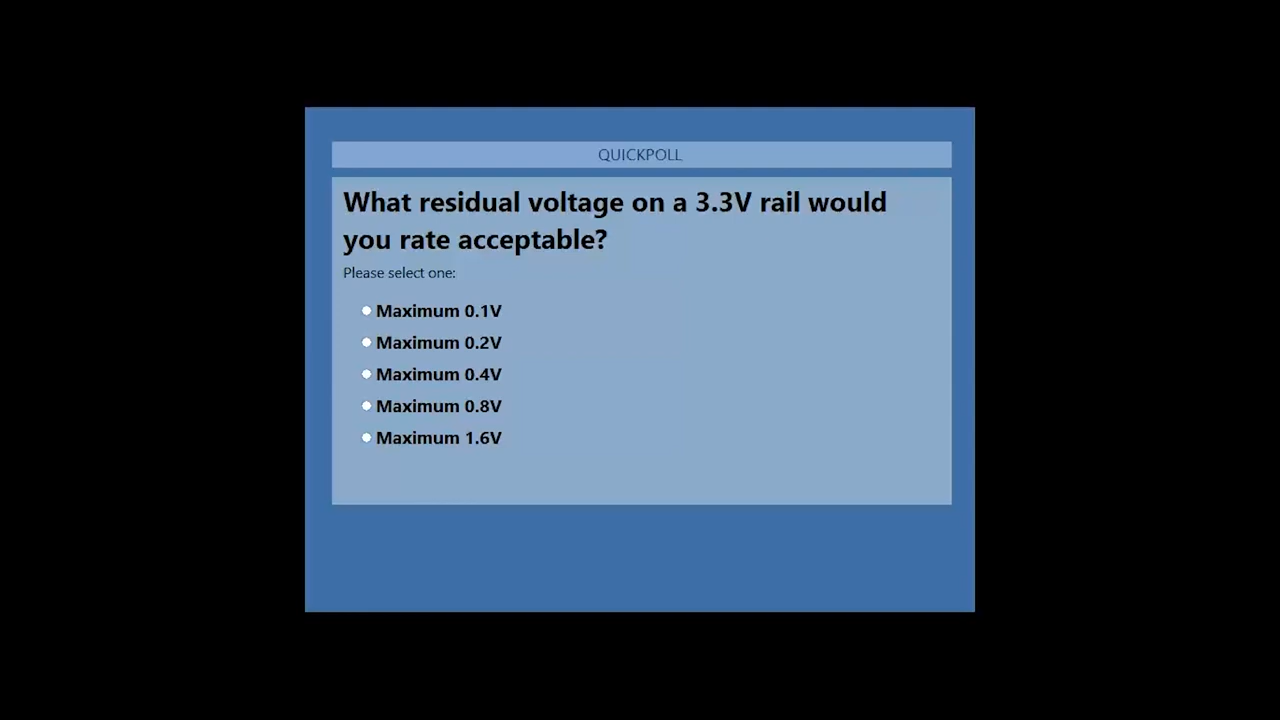 QUICKPOLL
What residual voltage on a 3.3V rail would
you rate acceptable?
Please select one:
Maximum 0.1V
Maximum 0.2V
Maximum 0.4V
Maximum 0.8V
Maximum 1.6V